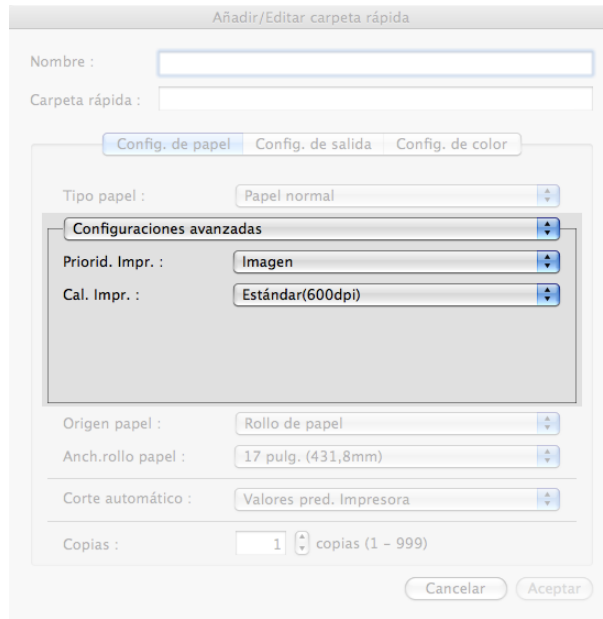 Añadir/Editar carpeta rápida
Nombre :
Carpeta rápida :
Config. de papel Config. de salida Config. de color
Tipo papel : Papel normal
Configuraciones avanzadas
Priorid. Impr. : Imagen
Cal. Impr. : Estándar(600dpi)
Origen papel : Rollo de papel
Anch.rollo papel : 17 pulg. (431,8mm)
Corte automático : Valores pred. Impresora
Copias : 1 copias (1 – 999)
Cancelar Aceptar